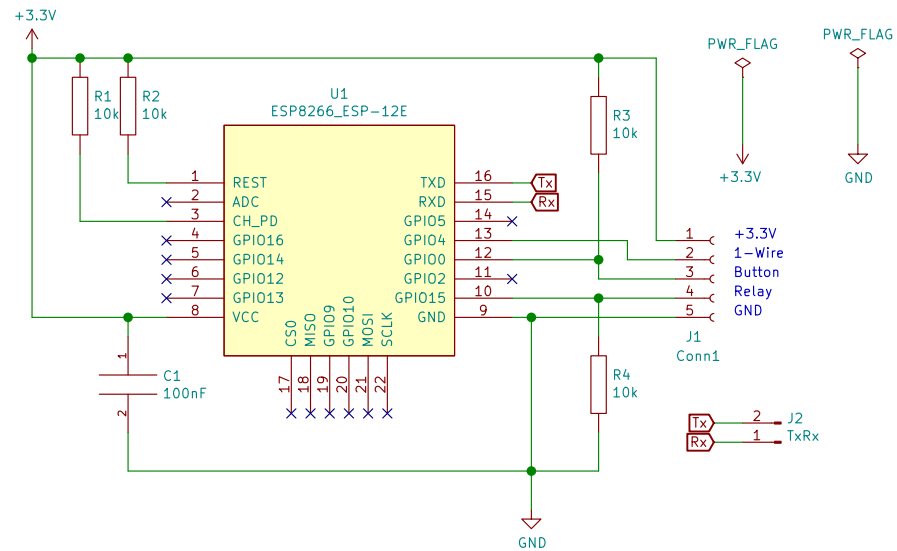 +3.3V
PWR_FLAG
PWR_FLAG
U1
ESP8266_ESP-12E
R1
10k
R2
10k
R3
10k
+3.3V
GND
1 REST
2 ADC
3 CH_PD
4 GPIO16
5 GPIO14
6 GPIO12
7 GPIO13
8 VCC
TXD 16 Tx
RXD 15 Rx
GPIO5 14
GPIO4 13
GPIO0 12
GPIO2 11
GPIO15 10
GND 9
CS0 17
MISO 18
GPIO9 19
GPIO10 20
MOSI 21
SCLK 22
1 +3.3V
2 1-Wire
3 Button
4 Relay
5 GND
J1
Conn1
1
C1
100nF
2
R4
10k
Tx 2 J2
Rx 1 TxRx
GND